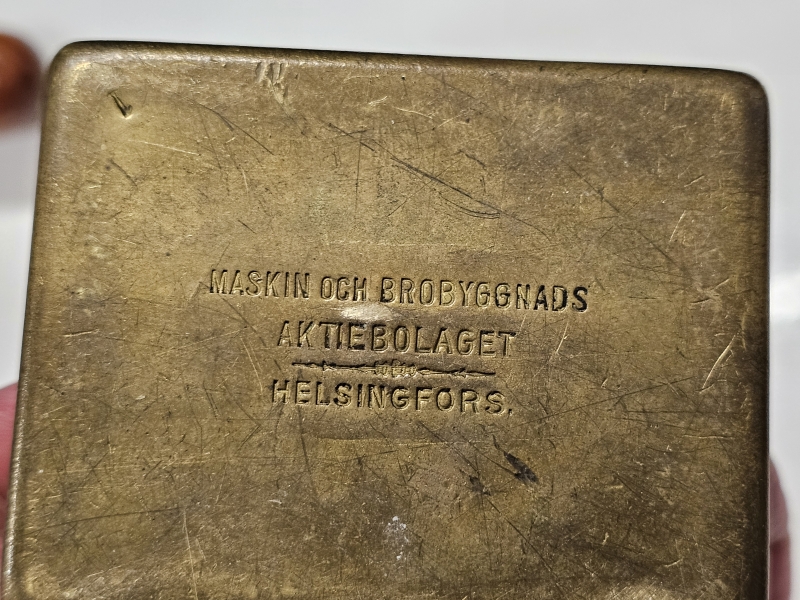 MASKIN OCH BROBYGGNADS
AKTIEBOLAGET
HELSINGFORS.